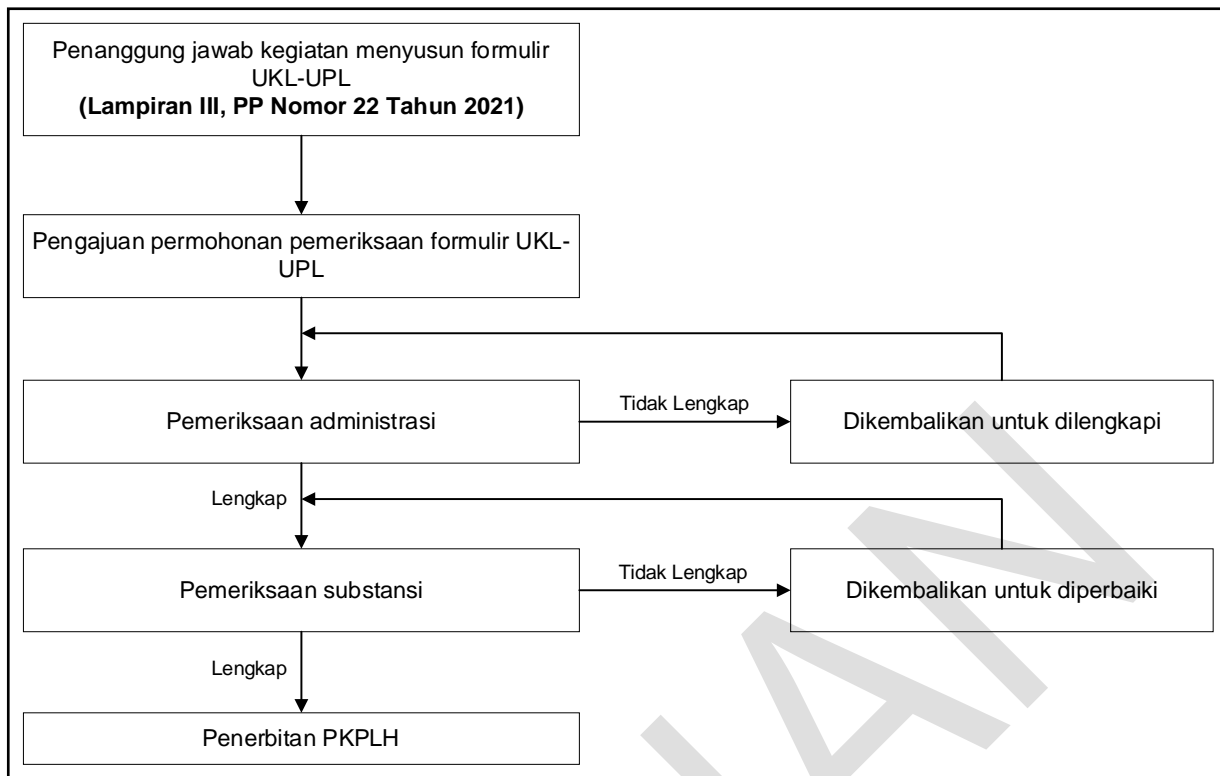 Penanggung jawab kegiatan menyusun formulir
UKL-UPL
(Lampiran III, PP Nomor 22 Tahun 2021)
Pengajuan permohonan pemeriksaan formulir UKL-
UPL
Pemeriksaan administrasi
Tidak Lengkap
Dikembalikan untuk dilengkapi
Lengkap
Pemeriksaan substansi
Tidak Lengkap
Dikembalikan untuk diperbaiki
Lengkap
Penerbitan PKPLH